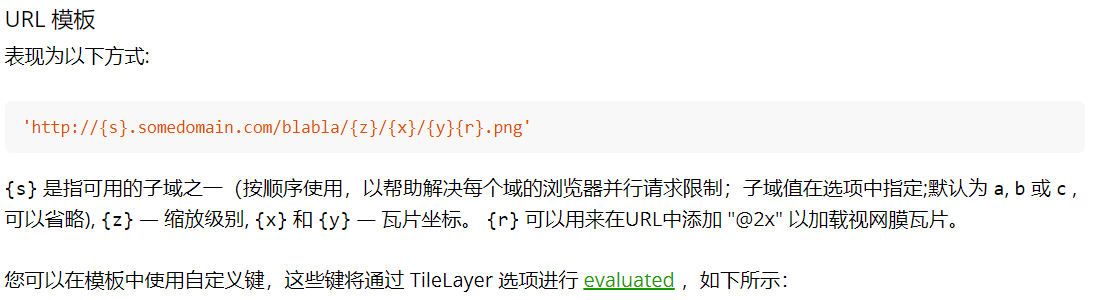 URL 模板
表现为以下方式:
'http://{s}.somedomain.com/blabla/{z}/{x}/{y}{r}.png'
{s} 是指可用的子域之一（按顺序使用，以帮助解决每个域的浏览器并行请求限制；子域值在选项中指定;默认为 a, b 或 c ,
可以省略), {z} — 缩放级别, {x} 和 {y} — 瓦片坐标。 {r} 可以用来在URL中添加 "@2x" 以加载视网膜瓦片。
您可以在模板中使用自定义键，这些键将通过 TileLayer 选项进行 evaluated ，如下所示：